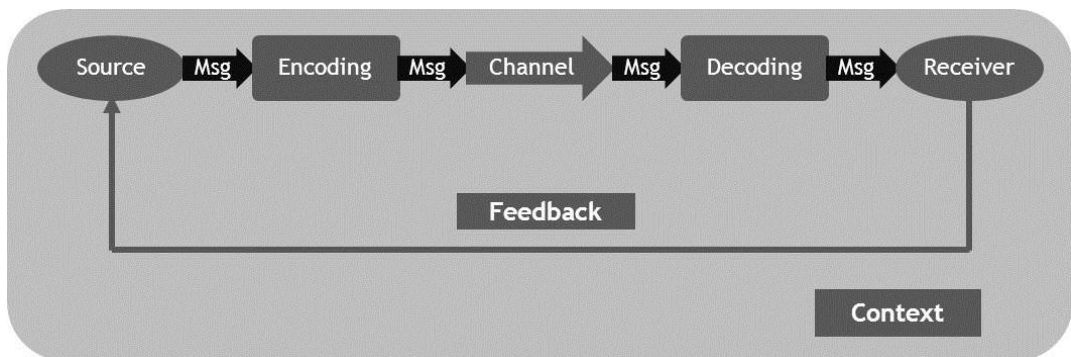 Source Msg Encoding Msg Channel Msg Decoding Msg Receiver
Feedback
Context